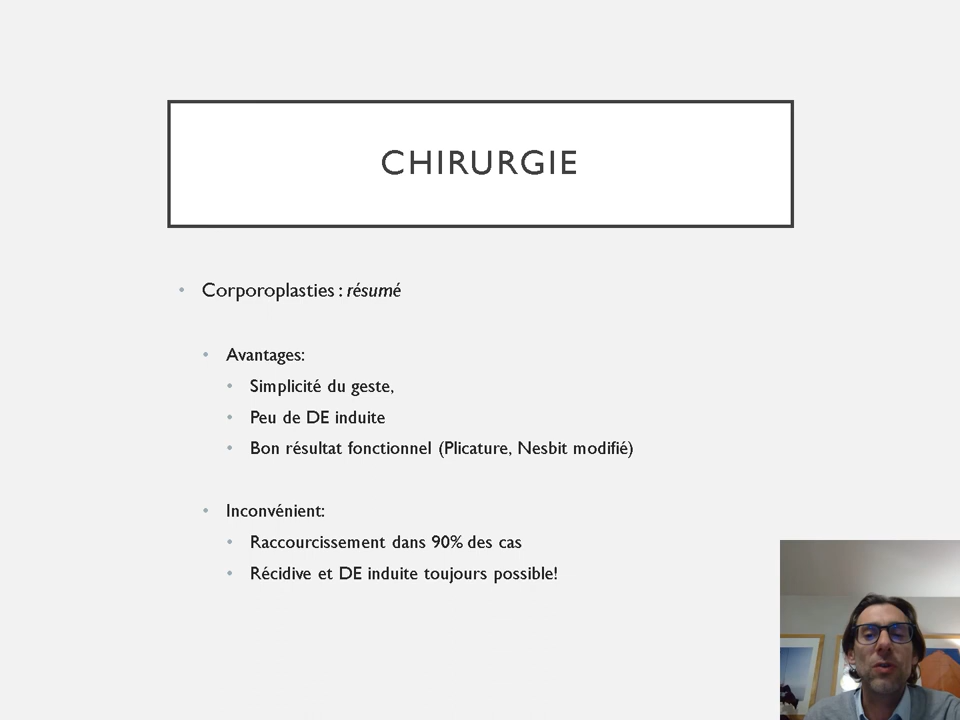 CHIRURGIE
Corporoplasties : résumé
Avantages:
Simplicité du geste,
Peu de DE induite
Bon résultat fonctionnel (Plicature, Nesbit modifié)
Inconvénient:
Raccourcissement dans 90% des cas
Récidive et DE induite toujours possible!